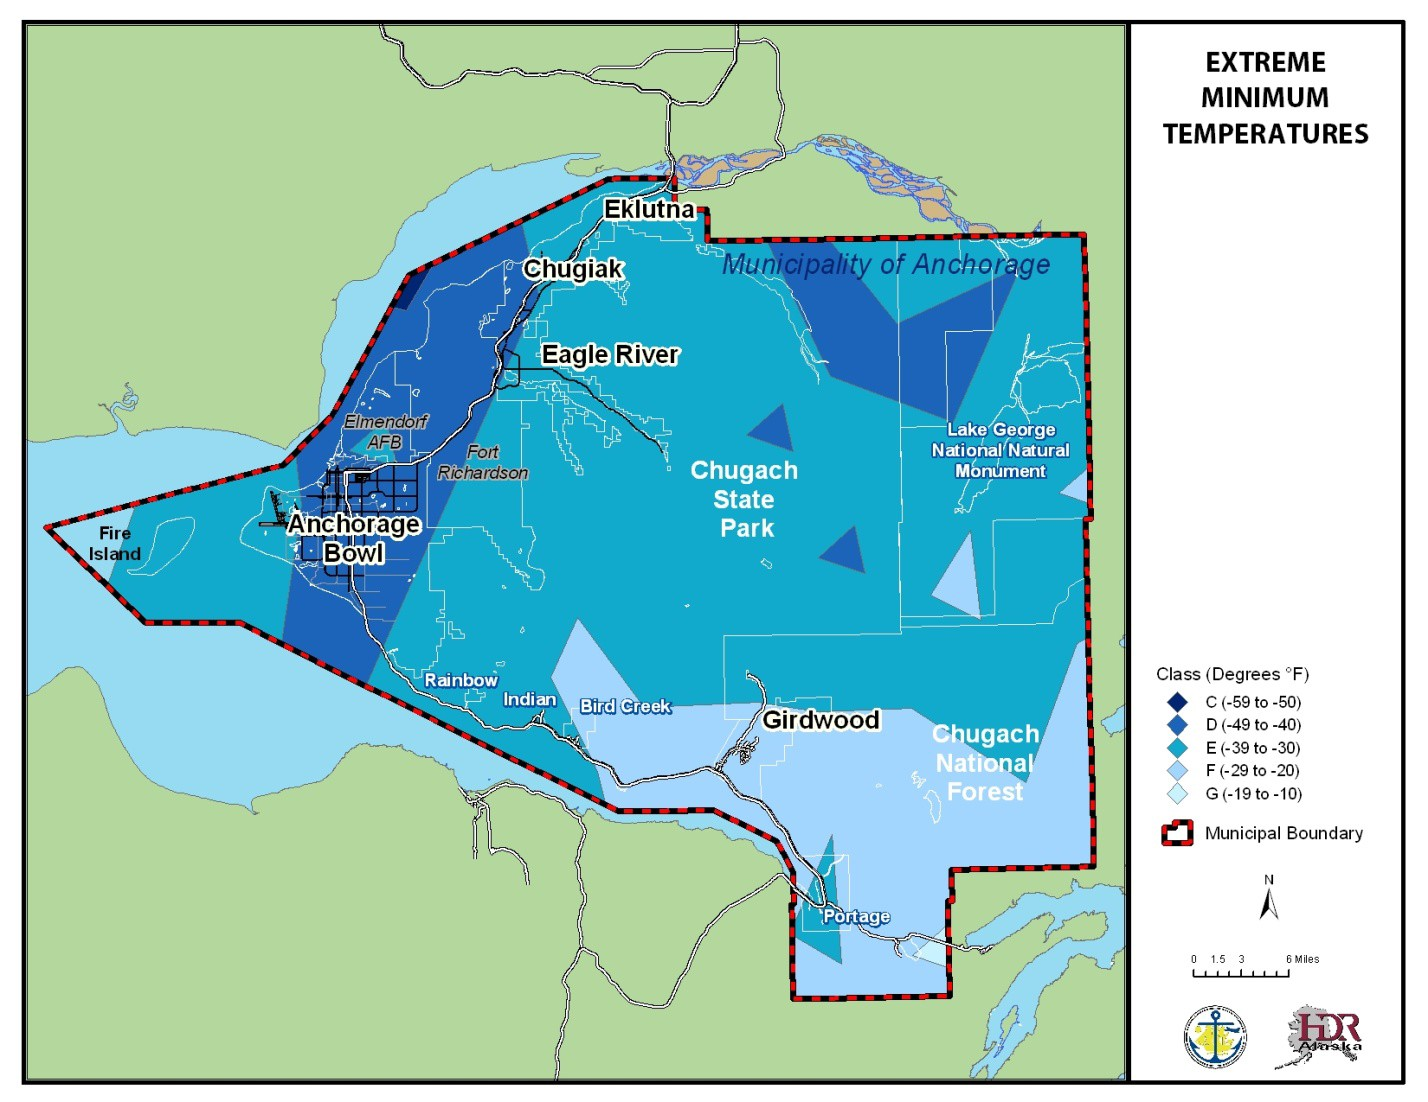 EXTREME
MINIMUM
TEMPERATURES
Eklutna
Municipality of Anchorage
Chugiak
Eagle River
Elmendorf
AFB
Fort
Richardson
Lake George
National Natural
Monument
Chugach
State
Park
Anchorage
Bowl
Fire
Island
Rainbow
Indian
Bird Creek
Girdwood
Chugach
National
Forest
Portage
Class (Degrees °F)
C (-59 to -50)
D (-49 to -40)
E (-39 to -30)
F (-29 to -20)
G (-19 to -10)
Municipal Boundary
N
0 1.5 3 6 Miles
HDR
Alaska